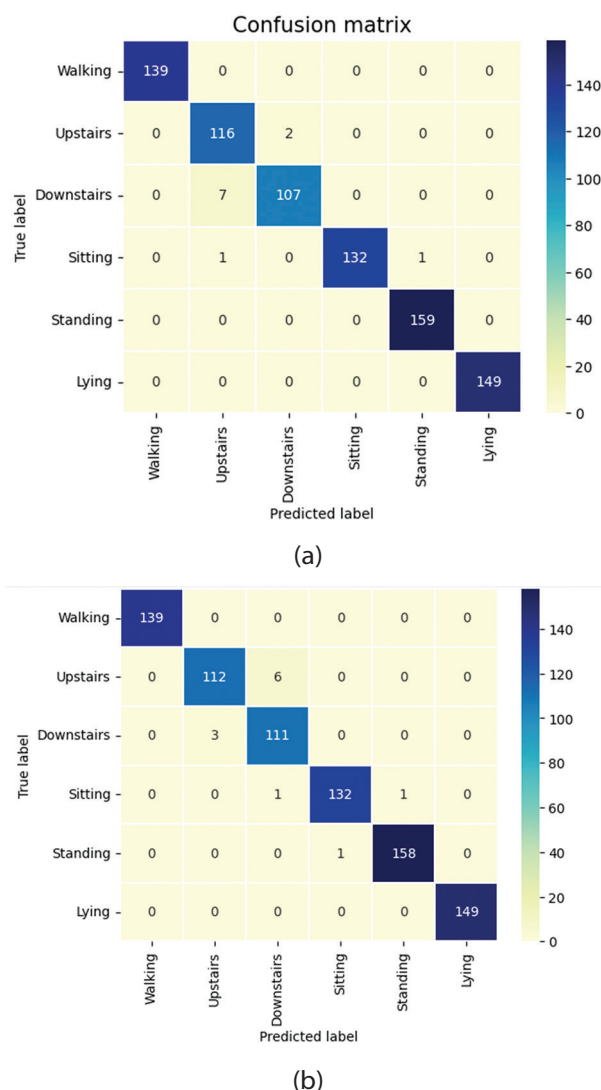 Confusion matrix
Walking 139 0 0 0 0 0
Upstairs 0 116 2 0 0 0
Downstairs 0 7 107 0 0 0
Sitting 0 1 0 132 1 0
Standing 0 0 0 0 159 0
Lying 0 0 0 0 0 149
True label
Walking Upstairs Downstairs Sitting Standing Lying
Predicted label
140
120
100
80
60
40
20
0
(a)
Walking 139 0 0 0 0 0
Upstairs 0 112 6 0 0 0
Downstairs 0 3 111 0 0 0
Sitting 0 0 1 132 1 0
Standing 0 0 0 1 158 0
Lying 0 0 0 0 0 149
True label
Walking Upstairs Downstairs Sitting Standing Lying
Predicted label
140
120
100
80
60
40
20
0
(b)